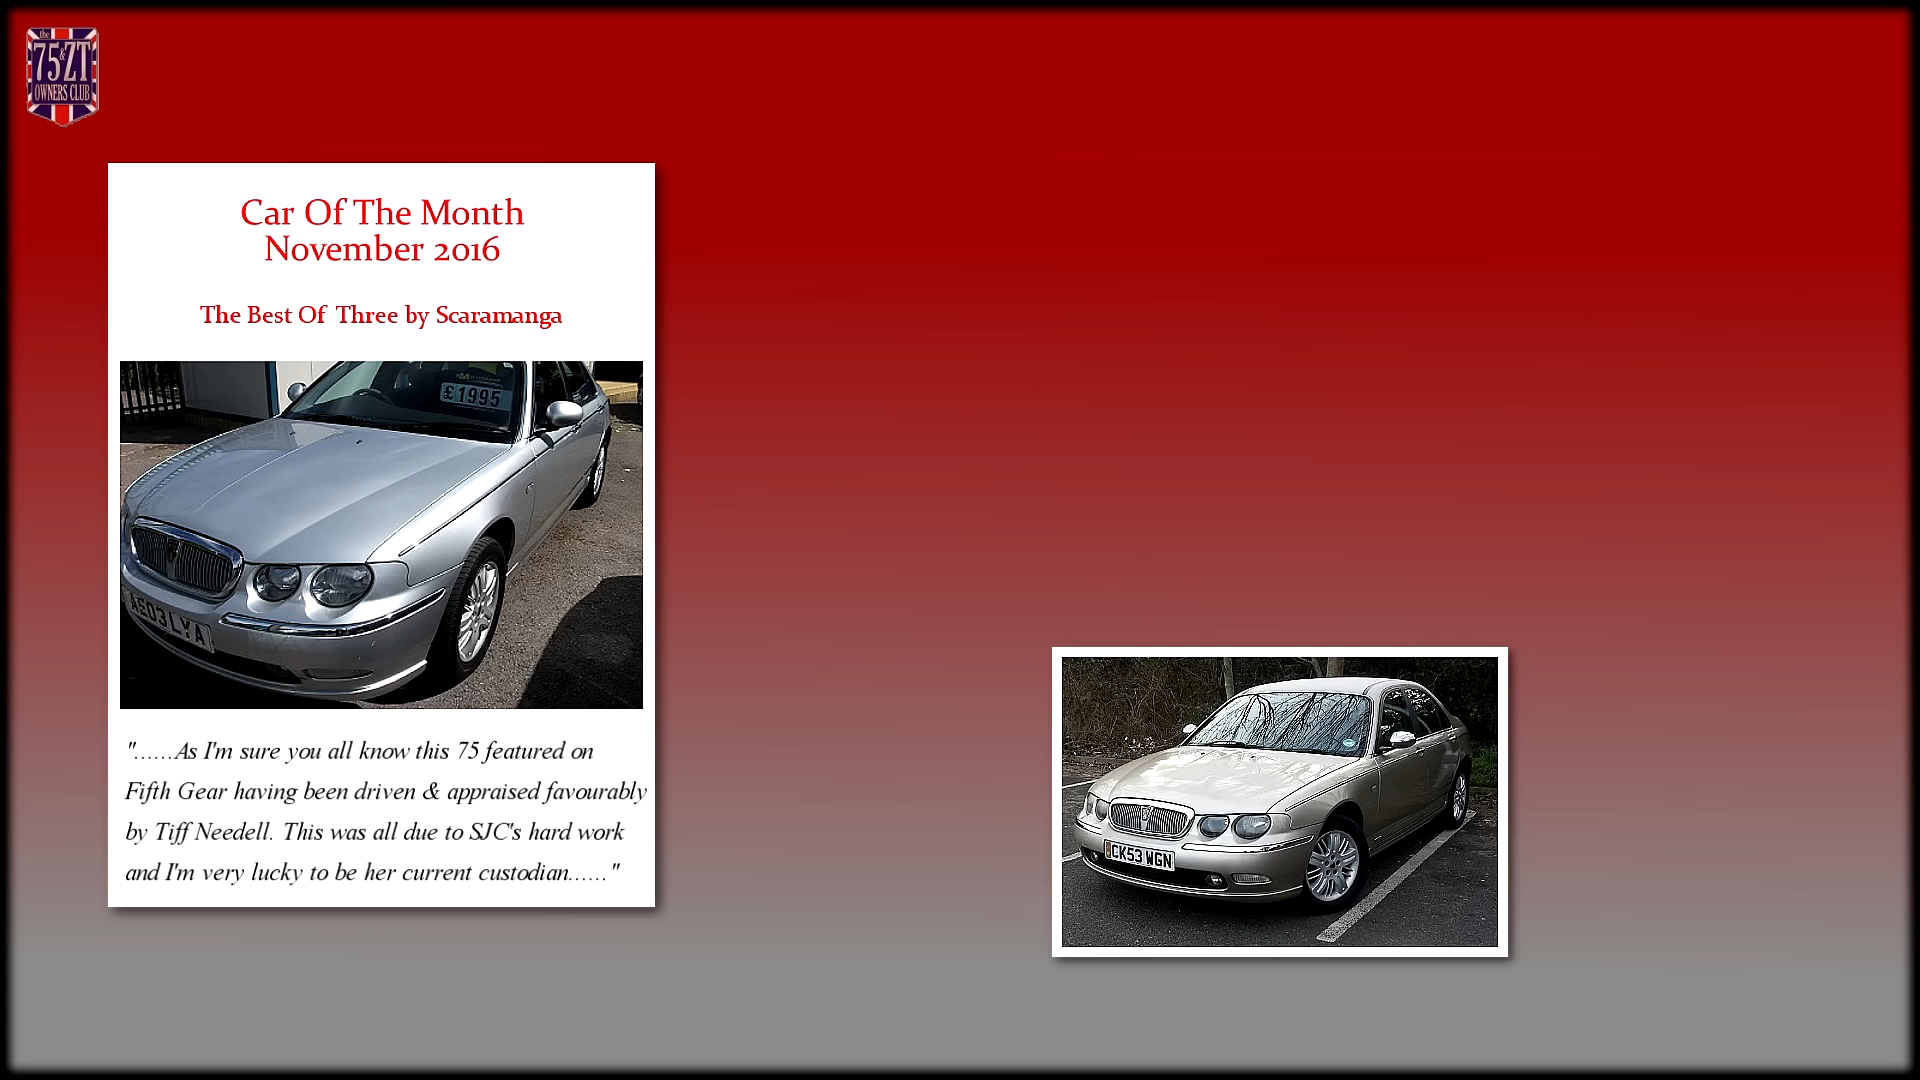 the
75&ZT
OWNERS CLUB
Car Of The Month
November 2016
The Best Of Three by Scaramanga
£1995
AE03LYA
"......As I'm sure you all know this 75 featured on
Fifth Gear having been driven & appraised favourably
by Tiff Needell. This was all due to SJC's hard work
and I'm very lucky to be her current custodian......"
CK53 WGN